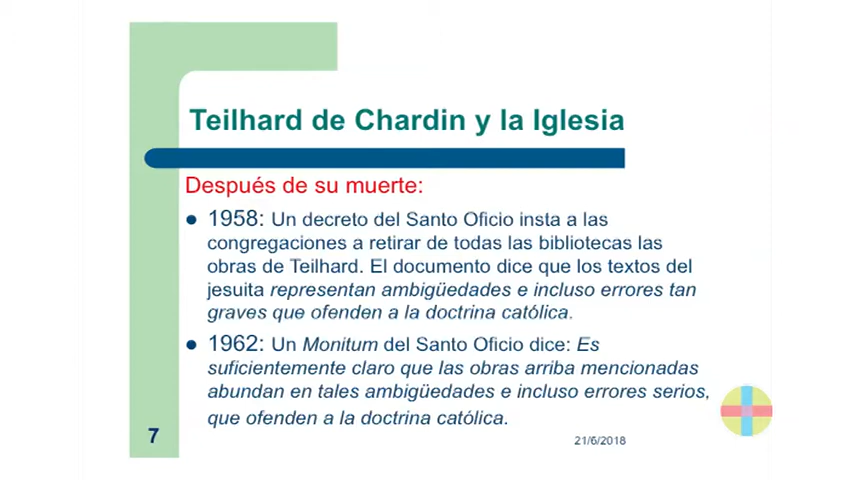 Teilhard de Chardin y la Iglesia
Después de su muerte:
● 1958: Un decreto del Santo Oficio insta a las
congregaciones a retirar de todas las bibliotecas las
obras de Teilhard. El documento dice que los textos del
jesuita representan ambigüedades e incluso errores tan
graves que ofenden a la doctrina católica.
● 1962: Un Monitum del Santo Oficio dice: Es
suficientemente claro que las obras arriba mencionadas
abundan en tales ambigüedades e incluso errores serios,
que ofenden a la doctrina católica.
7
21/6/2018